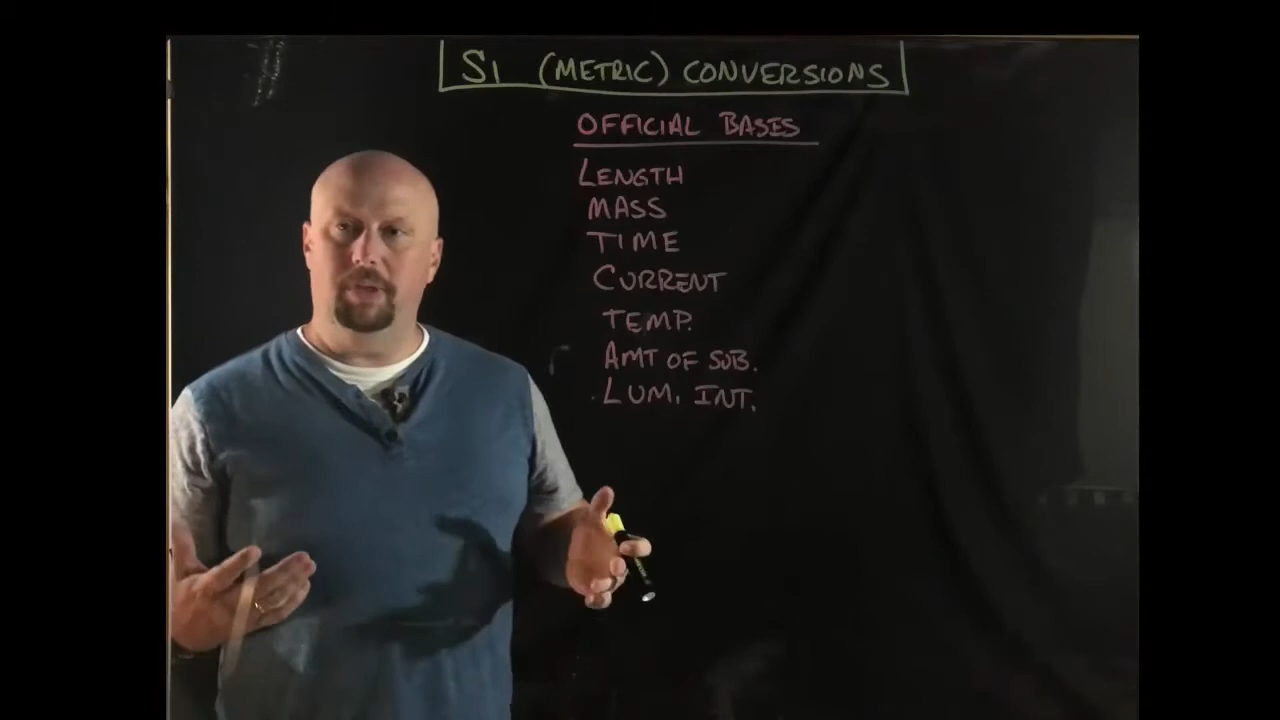 SI (METRIC) CONVERSIONS
OFFICIAL BASES
LENGTH
MASS
TIME
CURRENT
TEMP.
AMT OF SUB.
LUM. INT.